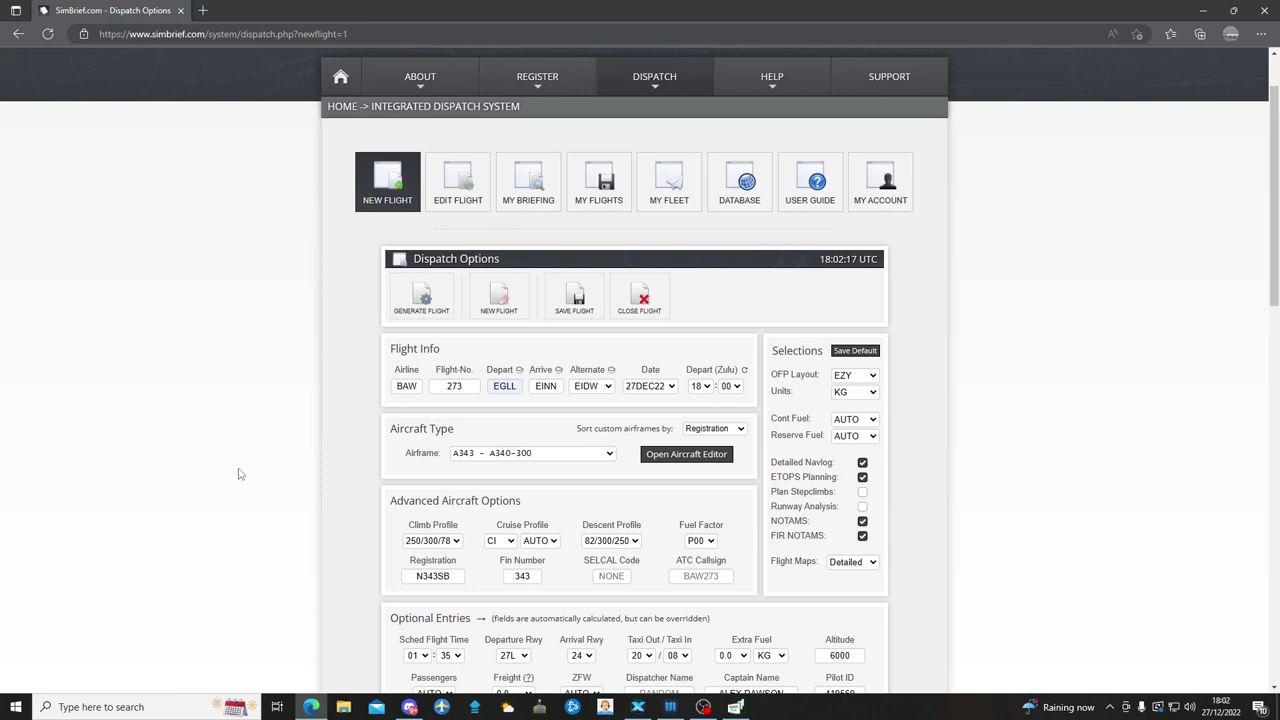 SimBrief.com - Dispatch Options
https://www.simbrief.com/system/dispatch.php?newflight=1
ABOUT REGISTER DISPATCH HELP SUPPORT
HOME -> INTEGRATED DISPATCH SYSTEM
NEW FLIGHT EDIT FLIGHT MY BRIEFING MY FLIGHTS MY FLEET DATABASE USER GUIDE MY ACCOUNT
Dispatch Options 18:02:17 UTC
GENERATE FLIGHT NEW FLIGHT SAVE FLIGHT CLOSE FLIGHT
Flight Info
Airline Flight-No. Depart Arrive Alternate Date Depart (Zulu)
BAW 273 EGLL EINN EIDW 27DEC22 18 : 00
Aircraft Type Sort custom airframes by: Registration
Airframe: A343 - A340-300 Open Aircraft Editor
Advanced Aircraft Options
Climb Profile Cruise Profile Descent Profile Fuel Factor
250/300/78 CI AUTO 82/300/250 P00
Registration Fin Number SELCAL Code ATC Callsign
N343SB 343 NONE BAW273
Selections Save Default
OFP Layout: EZY
Units: KG
Cont Fuel: AUTO
Reserve Fuel: AUTO
Detailed Navlog:
ETOPS Planning:
Plan Stepclimbs:
Runway Analysis:
NOTAMS:
FIR NOTAMS:
Flight Maps: Detailed
Optional Entries → (fields are automatically calculated, but can be overridden)
Sched Flight Time Departure Rwy Arrival Rwy Taxi Out / Taxi In Extra Fuel Altitude
01 : 35 27L 24 20 / 08 0.0 KG 6000
Passengers Freight (?) ZFW Dispatcher Name Captain Name Pilot ID
AUTO 0.0 AUTO RANDOM ALEX DAWSON
Type here to search
Raining now
18:02
27/12/2022